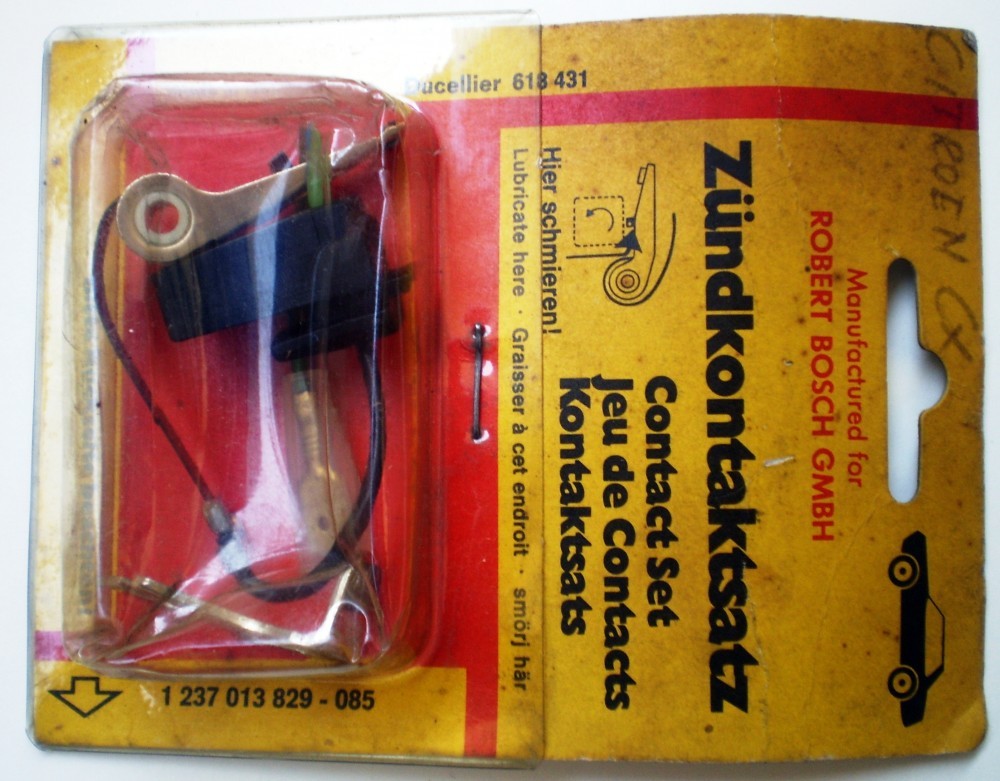 CITROEN CX
Manufactured for
ROBERT BOSCH GMBH
Zündkontaktsatz
Contact Set
Jeu de Contacts
Kontaktsats
Hier schmieren!
Lubricate here · Graisser à cet endroit · smörj här
Ducellier 618 431
1 237 013 829 - 085